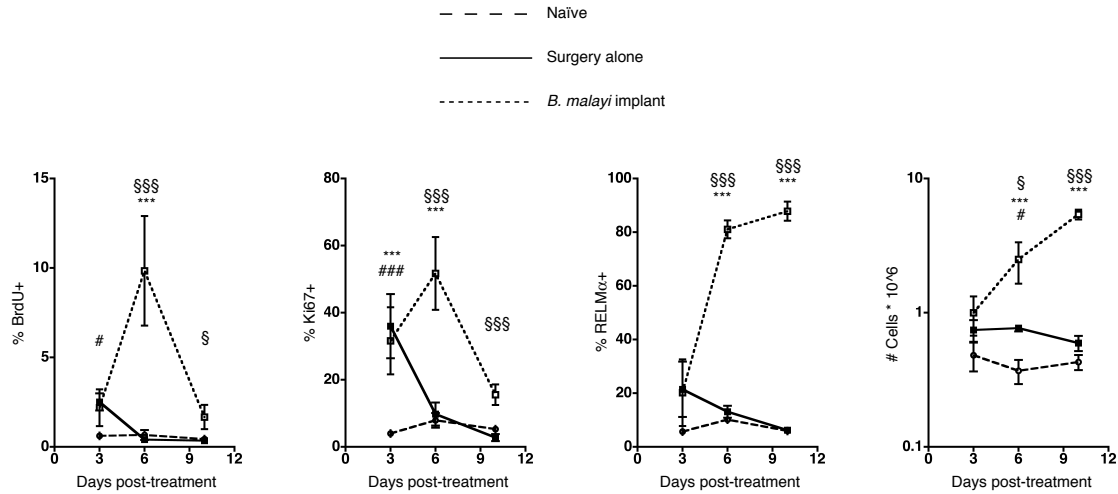 Naïve
Surgery alone
B. malayi implant
% BrdU+
15
10
5
0
#
§§§
***
§
0 3 6 9 12
Days post-treatment
% Ki67+
80
60
40
20
0
***
###
§§§
***
§§§
0 3 6 9 12
Days post-treatment
% RELMα+
100
80
60
40
20
0
§§§
***
§§§
***
0 3 6 9 12
Days post-treatment
# Cells * 10^6
10
1
0.1
§
***
#
§§§
***
0 3 6 9 12
Days post-treatment